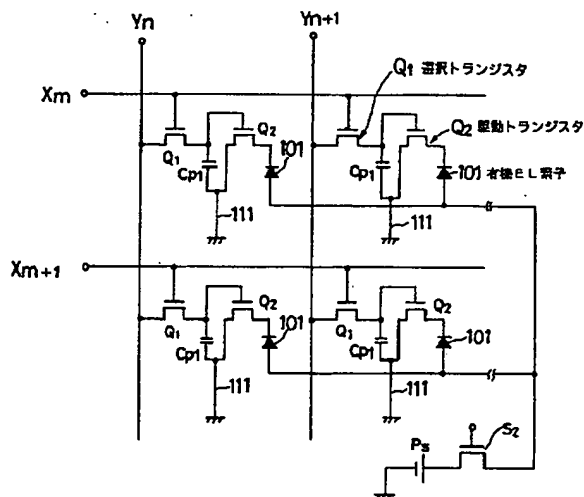 Yn
Yn+1
Xm
Q1 選択トランジスタ
Q2 駆動トランジスタ
Q1
Q2
Cp1
101
111
Cp1
101 有機EL素子
111
Xm+1
Q1
Q2
Cp1
101
111
Q1
Q2
Cp1
101
111
Ps
S2